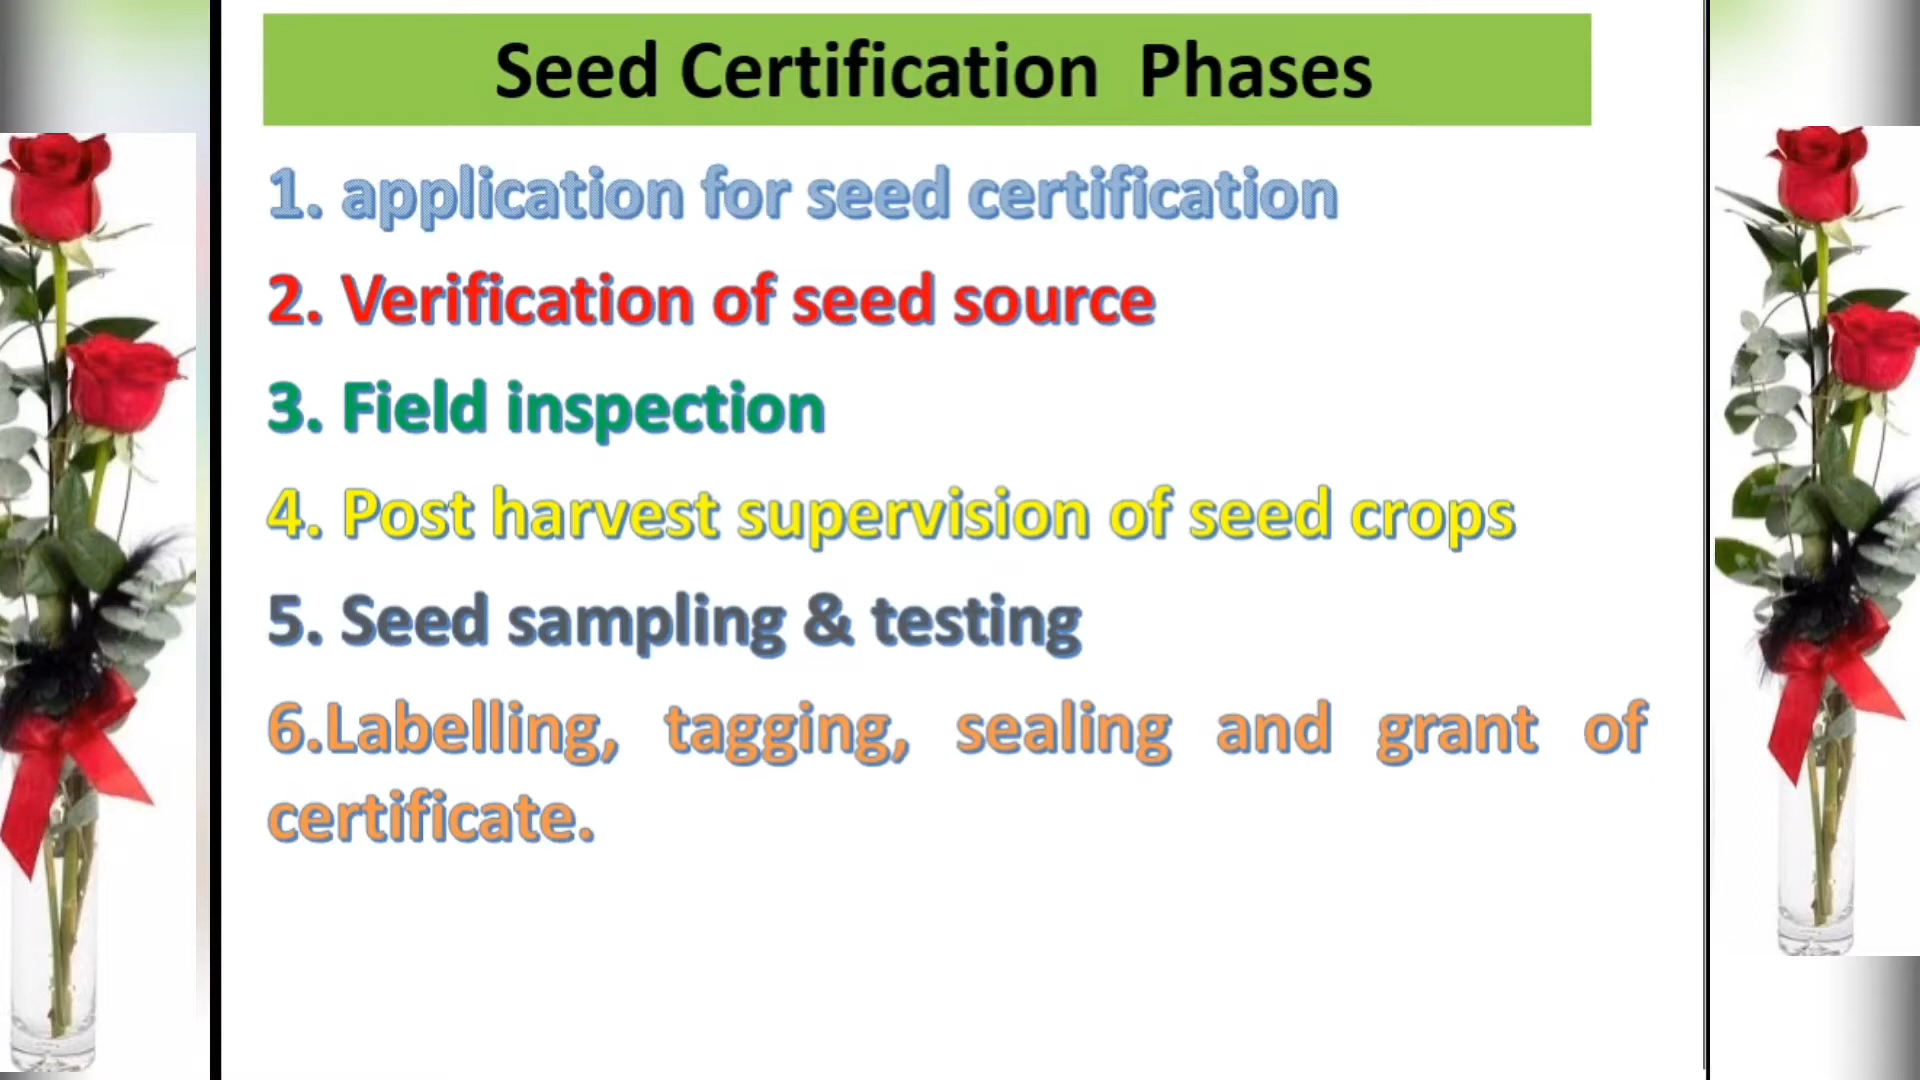 Seed Certification Phases
1. application for seed certification
2. Verification of seed source
3. Field inspection
4. Post harvest supervision of seed crops
5. Seed sampling & testing
6.Labelling, tagging, sealing and grant of
certificate.